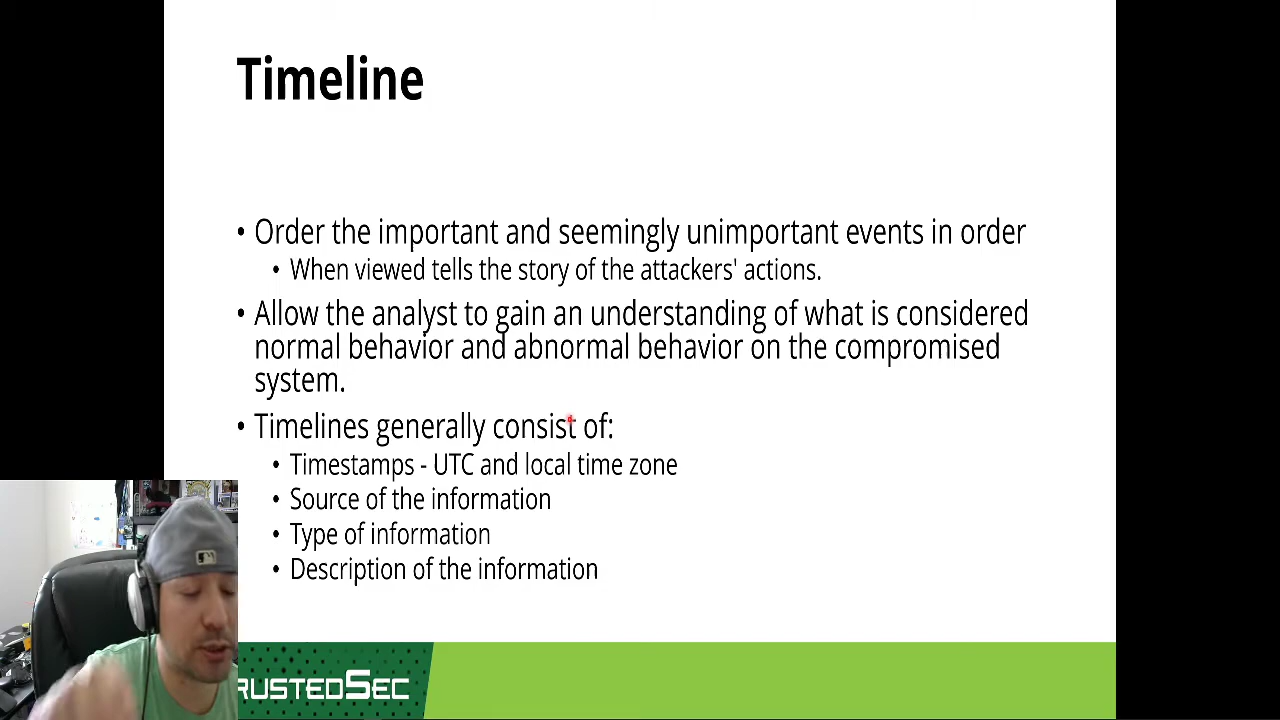 Timeline
• Order the important and seemingly unimportant events in order
• When viewed tells the story of the attackers' actions.
• Allow the analyst to gain an understanding of what is considered
normal behavior and abnormal behavior on the compromised
system.
• Timelines generally consist of:
• Timestamps - UTC and local time zone
• Source of the information
• Type of information
• Description of the information
RUSTEDSEC